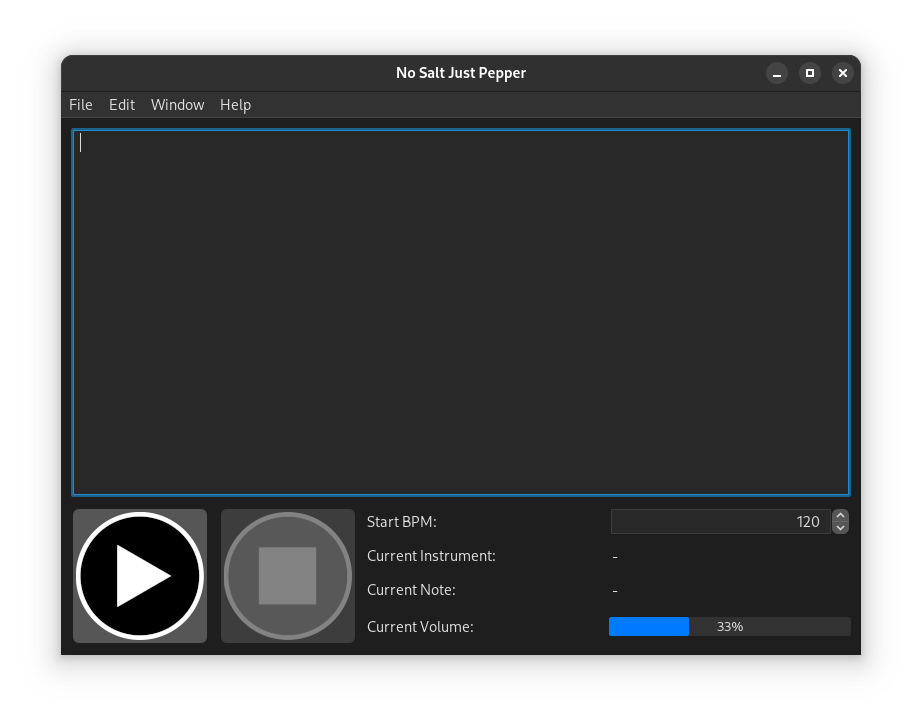 No Salt Just Pepper
File Edit Window Help
Start BPM: 120
Current Instrument: -
Current Note: -
Current Volume: 33%